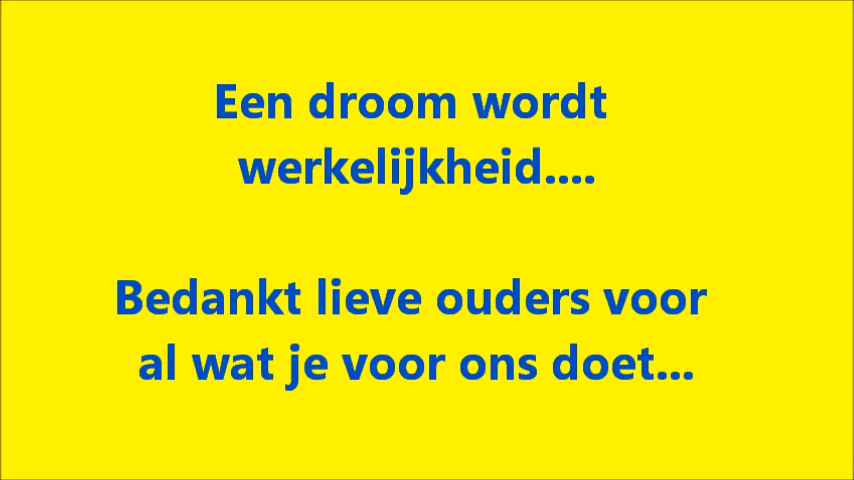 Een droom wordt
werkelijkheid....
Bedankt lieve ouders voor
al wat je voor ons doet...